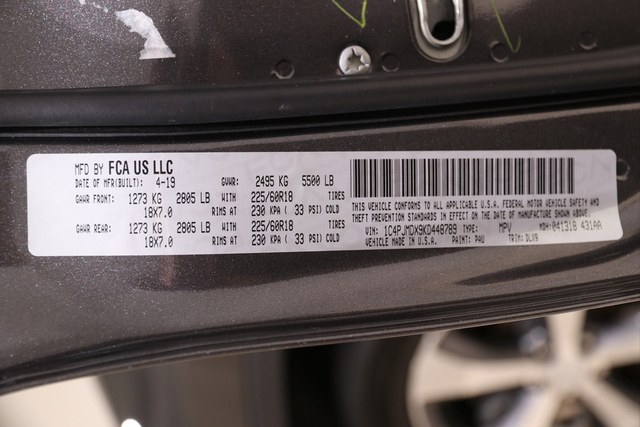 MFD BY FCA US LLC
DATE OF MFR(BUILT): 4-19 GVWR: 2495 KG 5500 LB
GAWR FRONT: 1273 KG 2805 LB WITH 225/60R18 TIRES
18X7.0 RIMS AT 230 KPA ( 33 PSI) COLD
GAWR REAR: 1273 KG 2805 LB WITH 225/60R18 TIRES
18X7.0 RIMS AT 230 KPA ( 33 PSI) COLD
THIS VEHICLE CONFORMS TO ALL APPLICABLE U.S.A. FEDERAL MOTOR VEHICLE SAFETY AND
THEFT PREVENTION STANDARDS IN EFFECT ON THE DATE OF MANUFACTURE SHOWN ABOVE.
VIN: 1C4PJMDX9KD448789 TYPE: MPV MDH: 041318 431AA
VEHICLE MADE IN U.S.A. PAINT: PAU TRIM: DLX9